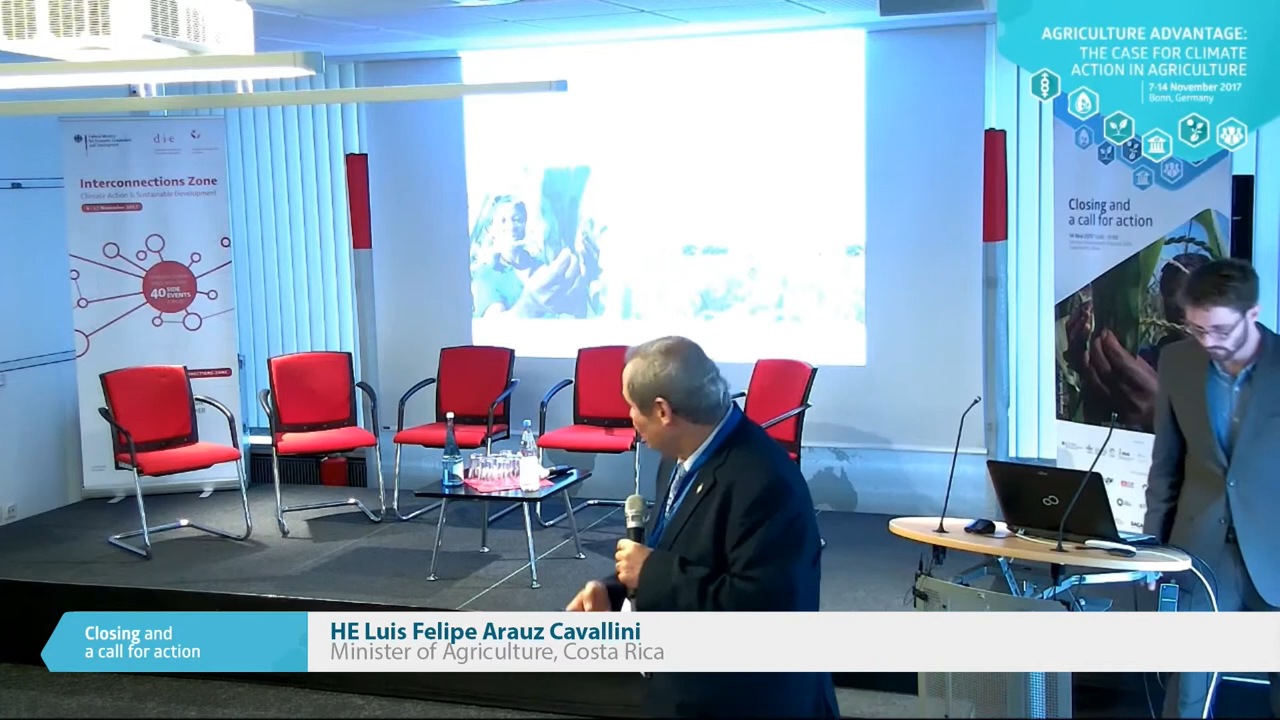 AGRICULTURE ADVANTAGE:
THE CASE FOR CLIMATE
ACTION IN AGRICULTURE
7-14 November 2017
Bonn, Germany
d·i·e
Interconnections Zone
Climate Action & Sustainable Development
40 SIDE
EVENTS
Closing and
a call for action
Closing and
a call for action
HE Luis Felipe Arauz Cavallini
Minister of Agriculture, Costa Rica